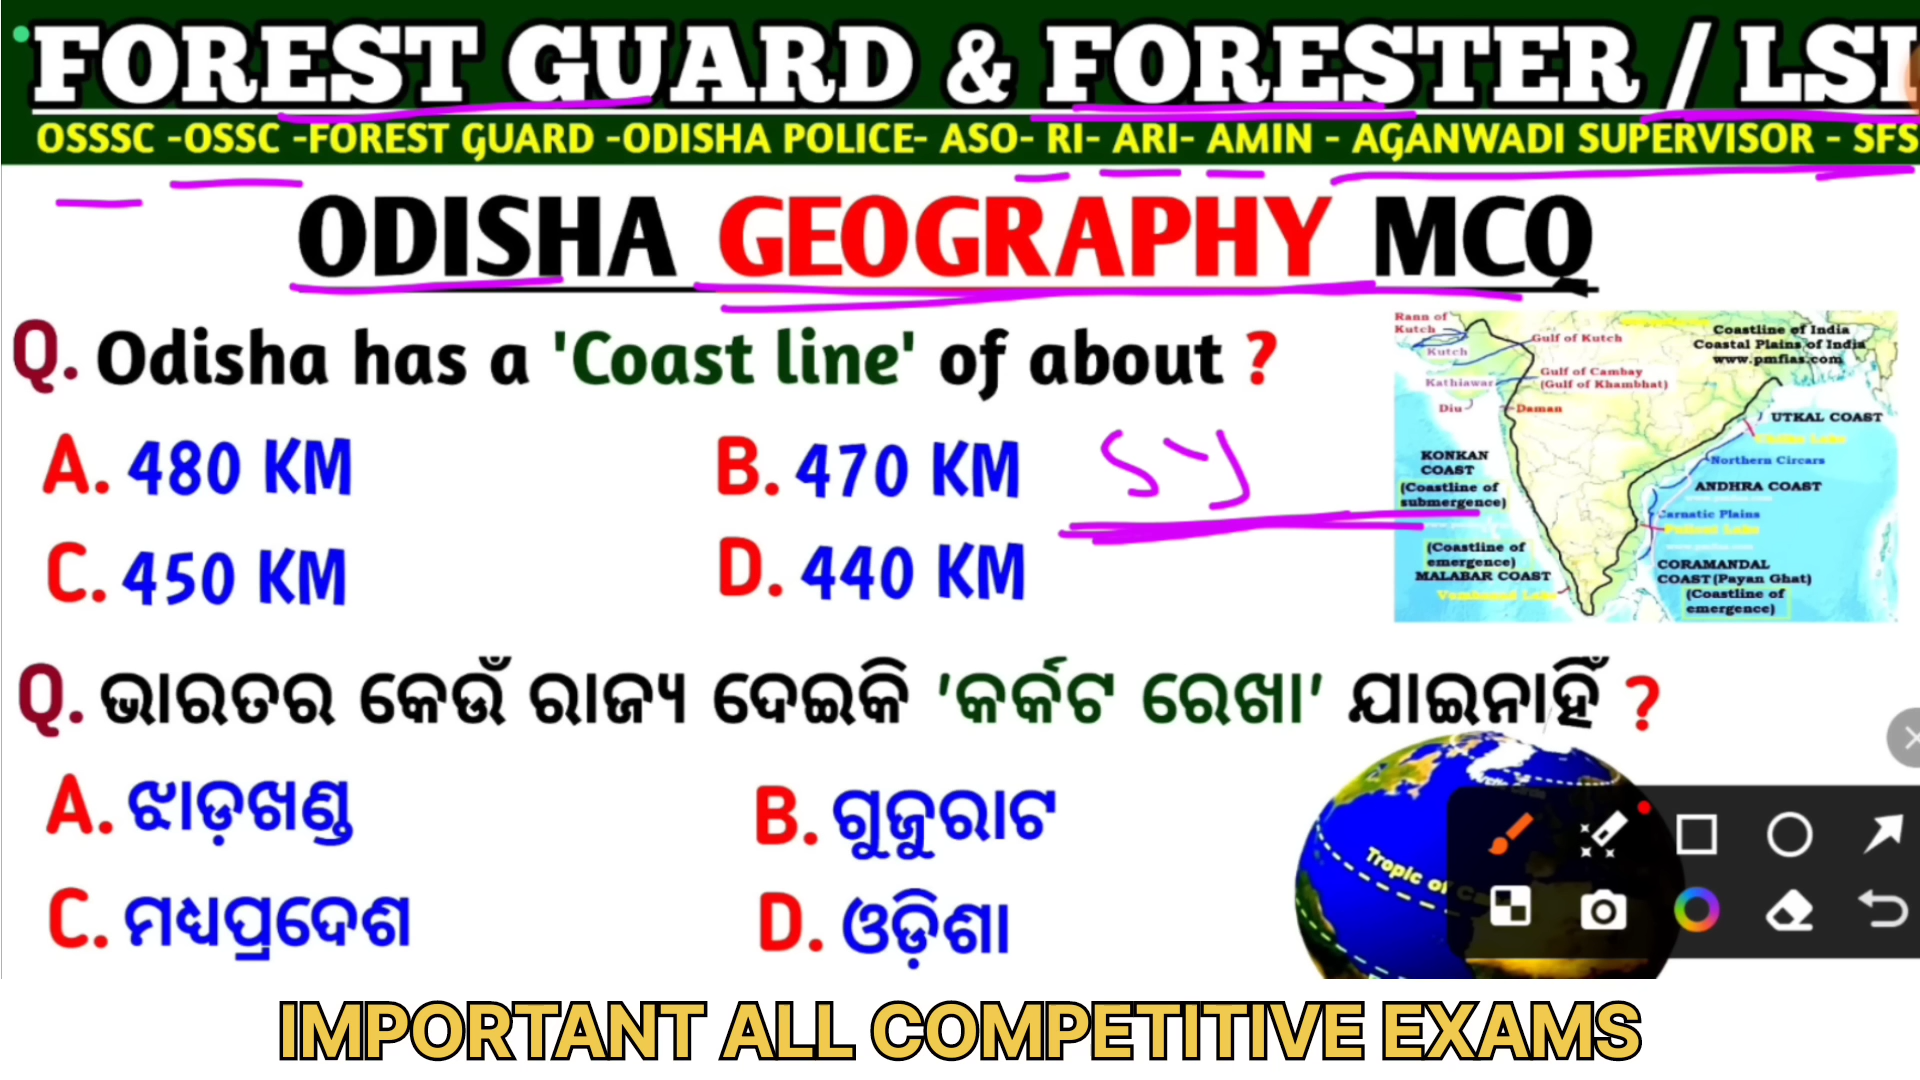 FOREST GUARD & FORESTER / LSI
OSSSC -OSSC -FOREST GUARD -ODISHA POLICE- ASO- RI- ARI- AMIN - AGANWADI SUPERVISOR - SFS
ODISHA GEOGRAPHY MCQ
Q. Odisha has a 'Coast line' of about ?
A. 480 KM
B. 470 KM
C. 450 KM
D. 440 KM
Rann of
Kutch
Kutch
Gulf of Kutch
Coastline of India
Coastal Plains of India
www.pmfias.com
Kathiawar
Gulf of Cambay
(Gulf of Khambhat)
Diu
Daman
UTKAL COAST
Northern Circars
KONKAN
COAST
(Coastline of
submergence)
ANDHRA COAST
Carnatic Plains
(Coastline of
emergence)
MALABAR COAST
CORAMANDAL
COAST (Payan Ghat)
(Coastline of
emergence)
Q. ଭାରତର କେଉଁ ରାଜ୍ୟ ଦେଇକି 'କର୍କଟ ରେଖା' ଯାଇନାହିଁ ?
A. ଝାଡ଼ଖଣ୍ଡ
B. ଗୁଜୁରାଟ
C. ମଧ୍ୟପ୍ରଦେଶ
D. ଓଡ଼ିଶା
Tropic of
IMPORTANT ALL COMPETITIVE EXAMS